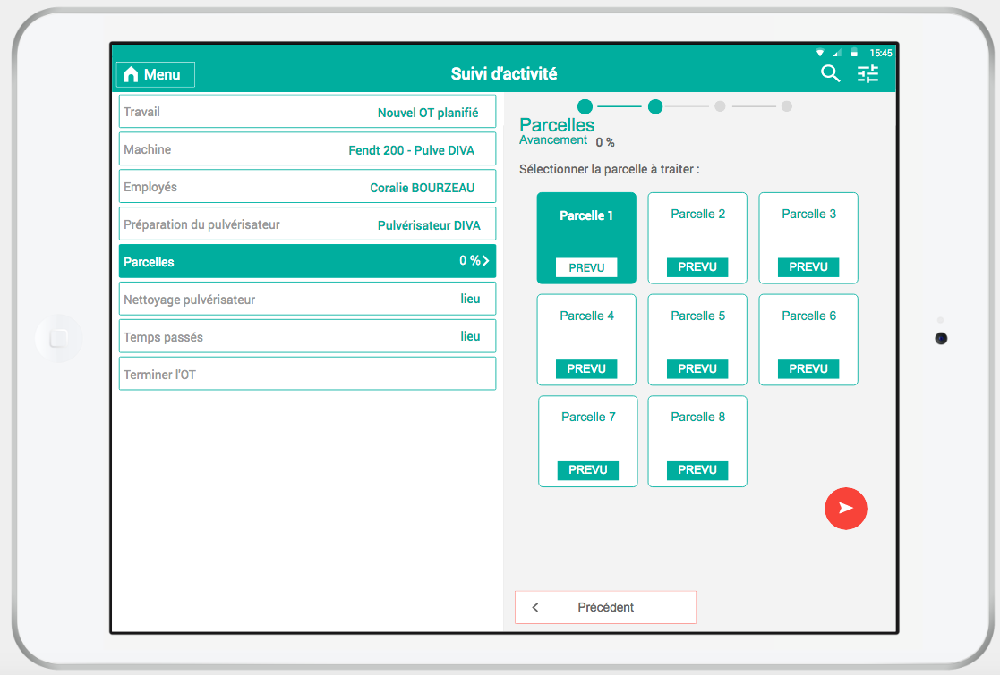 15:45
Menu
Suivi d'activité
Travail Nouvel OT planifié
Machine Fendt 200 - Pulve DIVA
Employés Coralie BOURZEAU
Préparation du pulvérisateur Pulvérisateur DIVA
Parcelles 0 %
Nettoyage pulvérisateur lieu
Temps passés lieu
Terminer l'OT
Parcelles
Avancement 0 %
Sélectionner la parcelle à traiter :
Parcelle 1 Parcelle 2 Parcelle 3
PREVU PREVU PREVU
Parcelle 4 Parcelle 5 Parcelle 6
PREVU PREVU PREVU
Parcelle 7 Parcelle 8
PREVU PREVU
Précédent